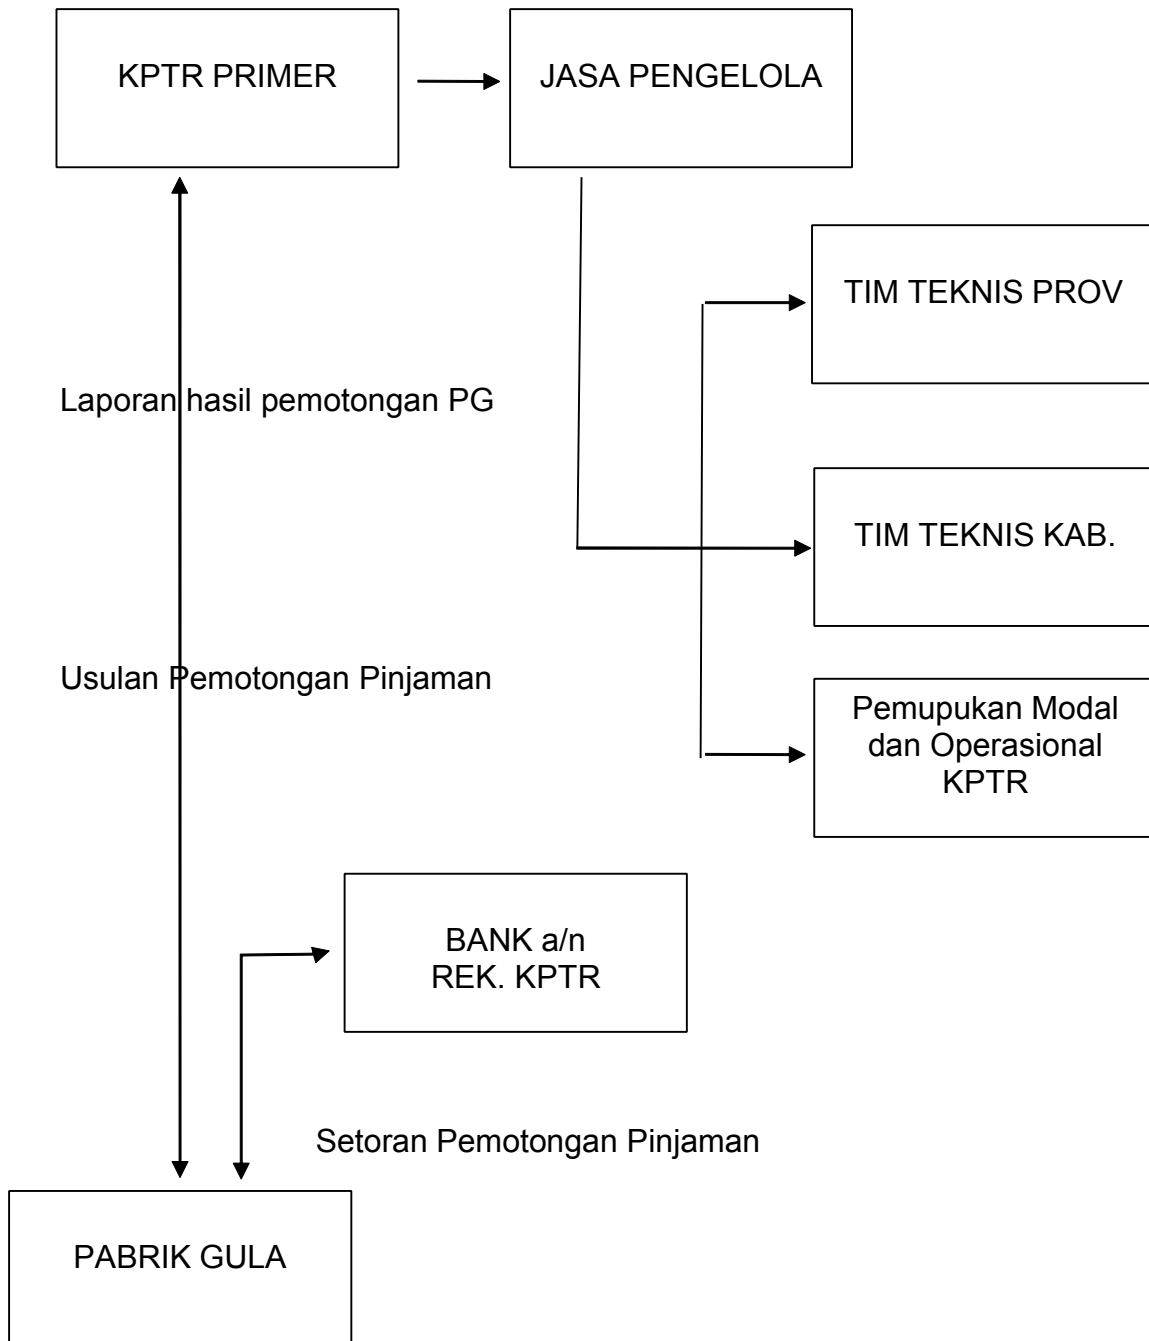 KPTR PRIMER
JASA PENGELOLA
TIM TEKNIS PROV
Laporan hasil pemotongan PG
TIM TEKNIS KAB.
Usulan Pemotongan Pinjaman
Pemupukan Modal
dan Operasional
KPTR
BANK a/n
REK. KPTR
Setoran Pemotongan Pinjaman
PABRIK GULA